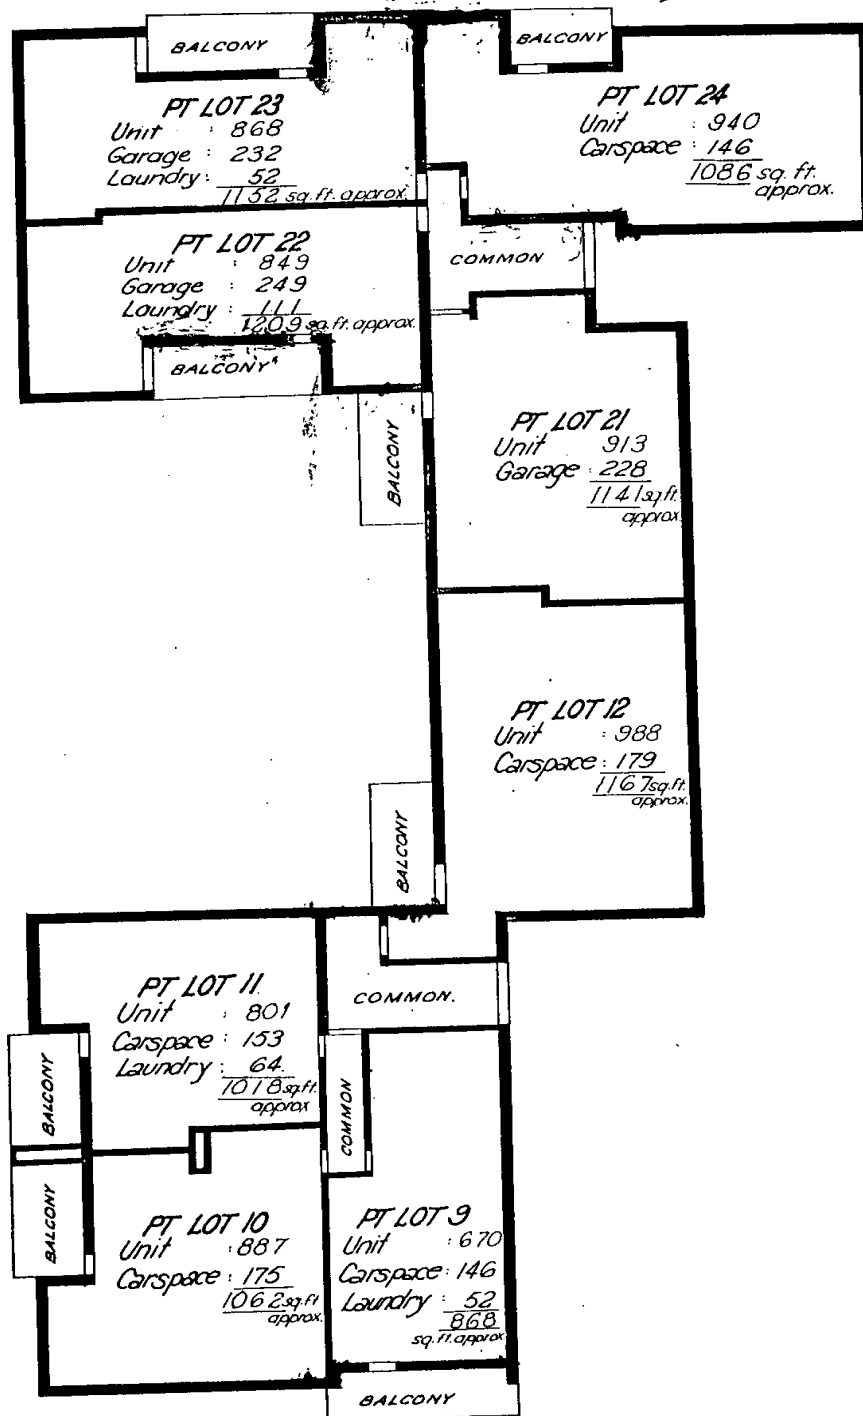 BALCONY
BALCONY
PT LOT 23
Unit : 868
Garage : 232
Laundry : 52
1152 sq. ft. approx.
PT LOT 24
Unit : 940
Carspace : 146
1086 sq. ft.
approx.
PT LOT 22
Unit : 849
Garage : 249
Laundry : 111
1209 sq. ft. approx.
BALCONY
COMMON
BALCONY
PT LOT 21
Unit 913
Garage : 228
1141 sq. ft.
approx
PT LOT 12
Unit : 988
Carspace : 179
1167 sq. ft.
approx.
BALCONY
PT LOT 11.
Unit : 801
Carspace : 153
Laundry : 64.
1018 sq. ft.
approx
COMMON.
BALCONY
COMMON
BALCONY
PT LOT 10
Unit : 887
Carspace : 175
1062 sq. ft
approx.
PT LOT 9
Unit : 670
Carspace : 146
Laundry : 52
868
sq. ft. approx
BALCONY